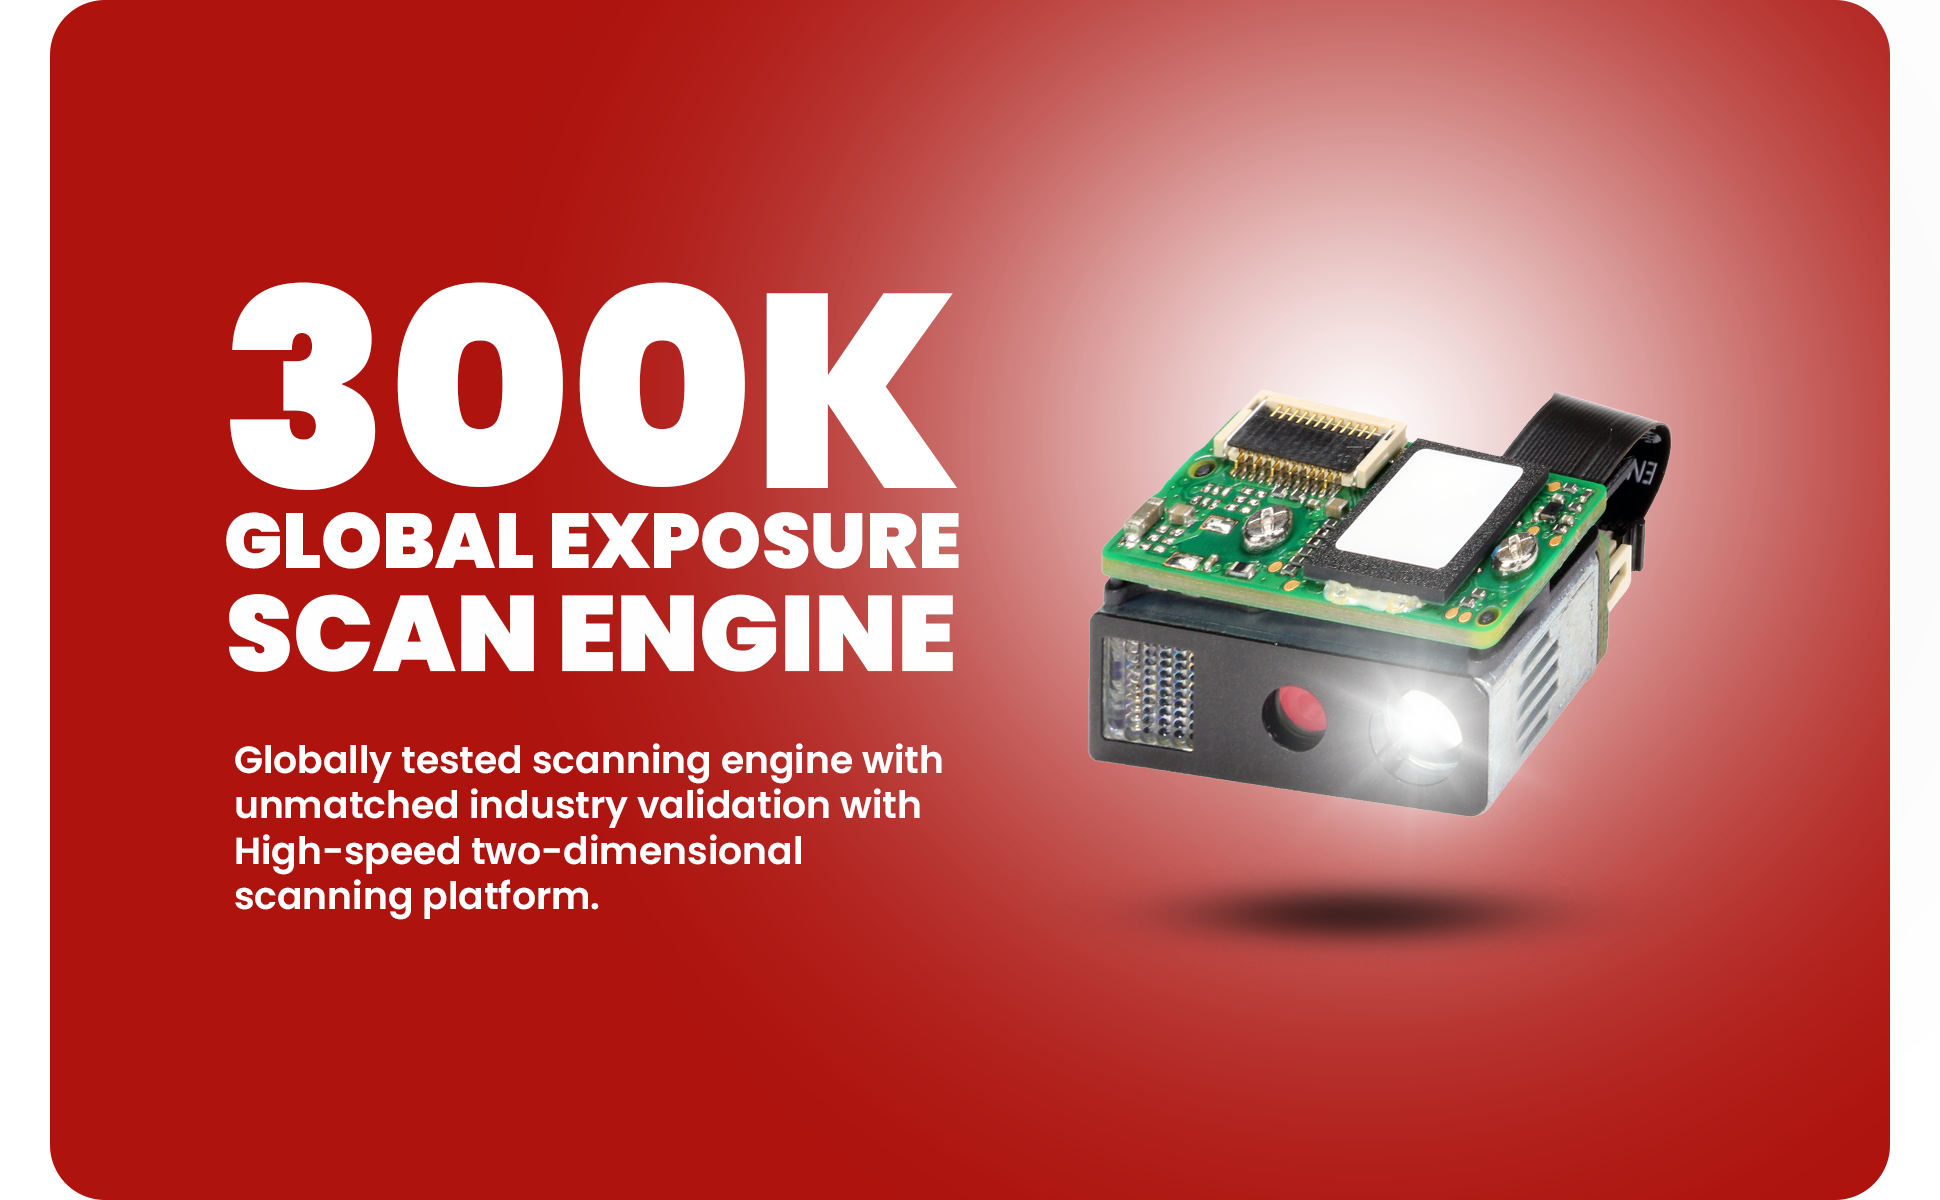 300K
GLOBAL EXPOSURE
SCAN ENGINE
Globally tested scanning engine with
unmatched industry validation with
High-speed two-dimensional
scanning platform.
EN